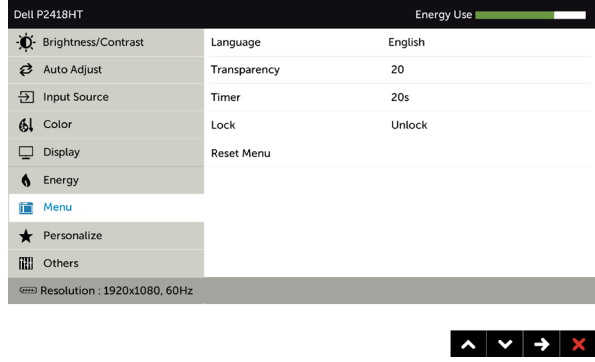 Dell P2418HT Energy Use
Brightness/Contrast Language English
Auto Adjust Transparency 20
Input Source Timer 20s
Color Lock Unlock
Display Reset Menu
Energy
Menu
Personalize
Others
Resolution : 1920x1080, 60Hz